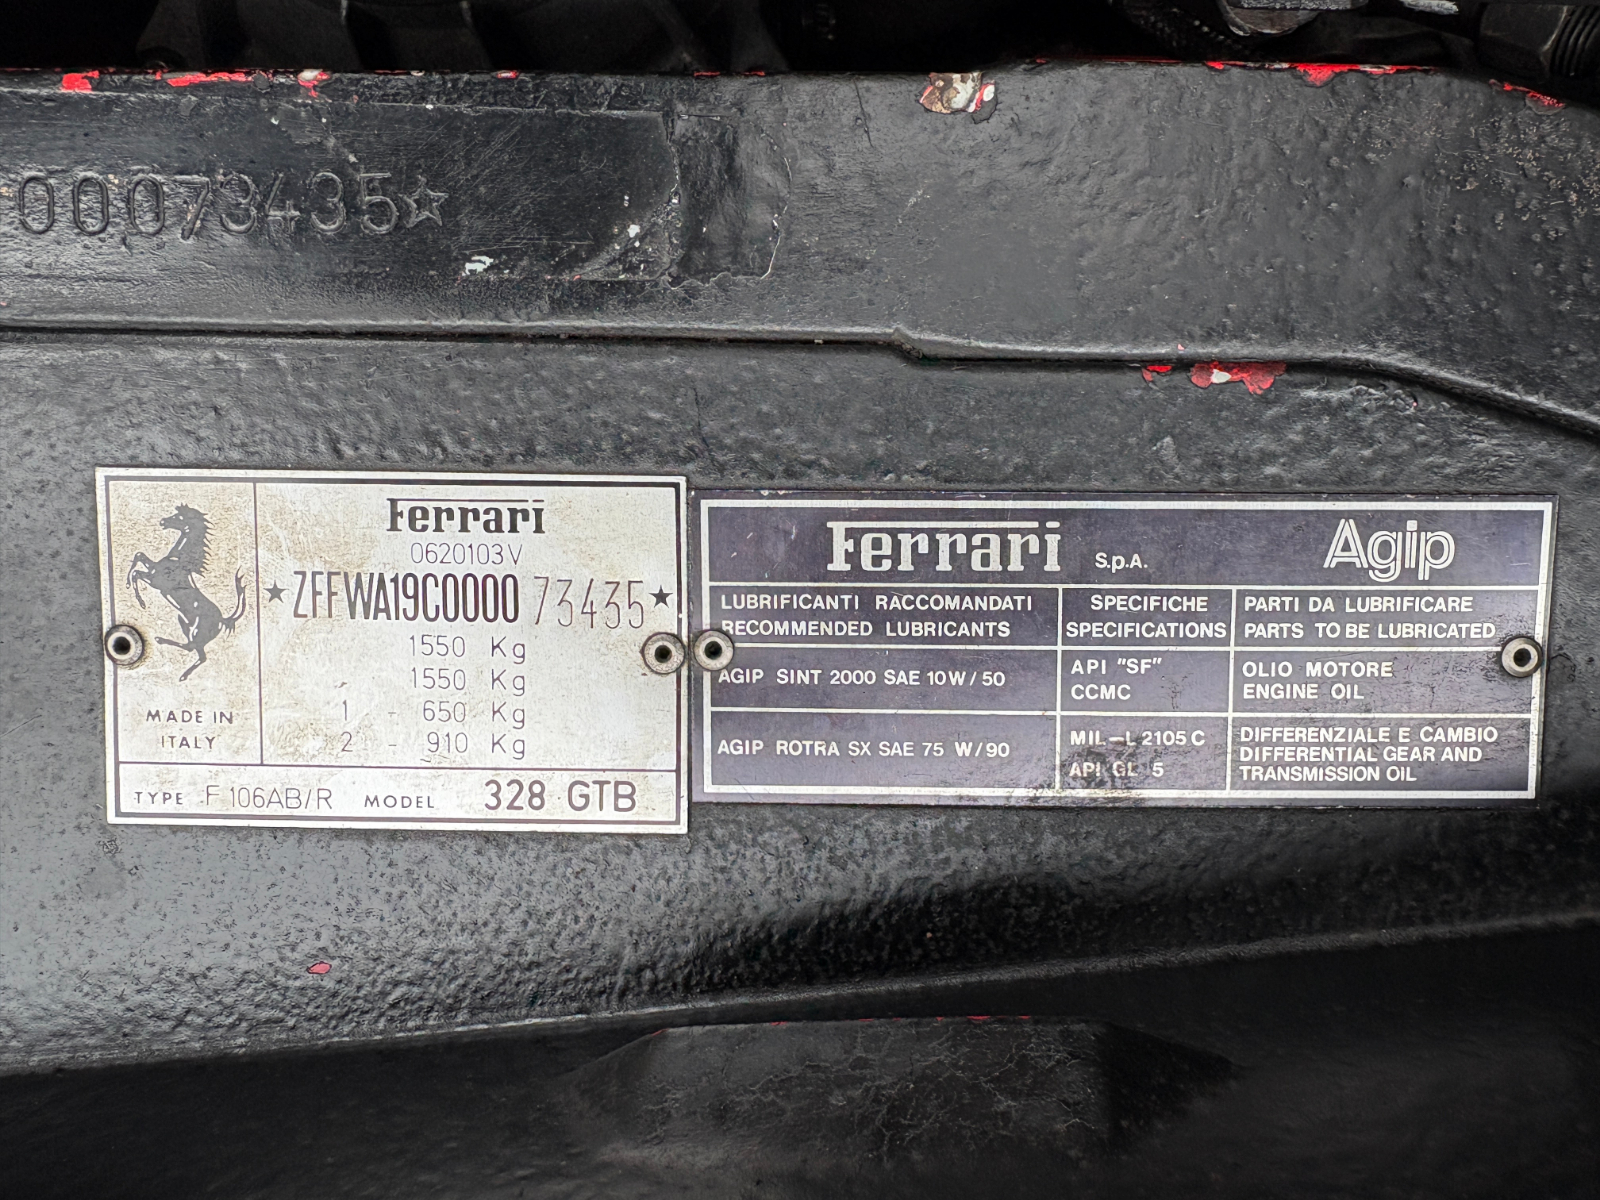 00073435☆
Ferrari
0620103V
★ZFFWA19C0000 73435★
1550 Kg
- 1550 Kg
1 - 650 Kg
2 - 910 Kg
MADE IN
ITALY
TYPE F 106AB/R MODEL 328 GTB
Ferrari S.p.A. Agip
LUBRIFICANTI RACCOMANDATI
RECOMMENDED LUBRICANTS
SPECIFICHE
SPECIFICATIONS
PARTI DA LUBRIFICARE
PARTS TO BE LUBRICATED
AGIP SINT 2000 SAE 10W/50
API "SF"
CCMC
OLIO MOTORE
ENGINE OIL
AGIP ROTRA SX SAE 75 W/90
MIL-L 2105 C
API GL 5
DIFFERENZIALE E CAMBIO
DIFFERENTIAL GEAR AND
TRANSMISSION OIL